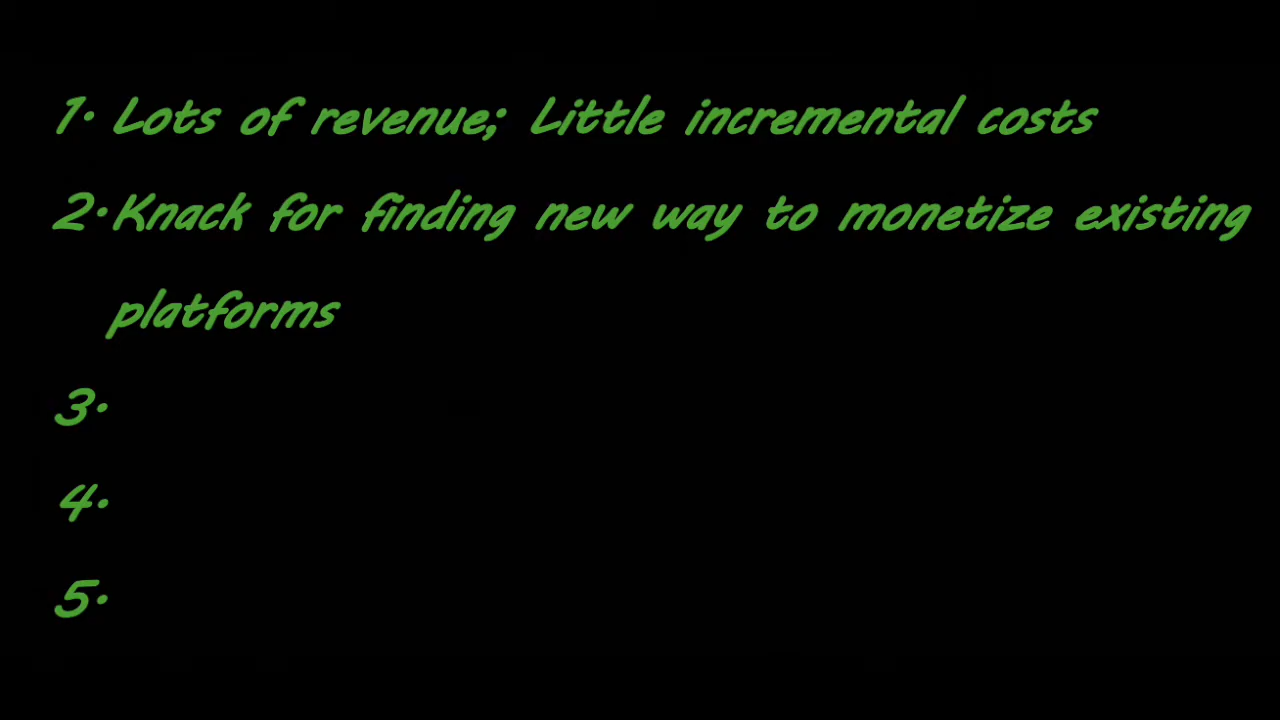 1. Lots of revenue; Little incremental costs
2. Knack for finding new way to monetize existing
platforms
3.
4.
5.